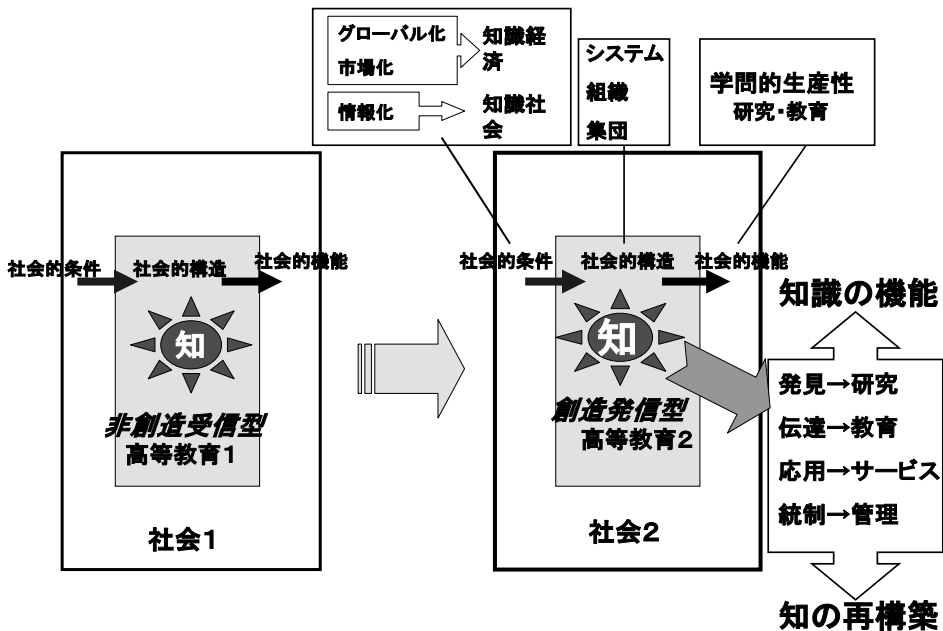 グローバル化
市場化
知識経
済
情報化
知識社
会
システム
組織
集団
学問的生産性
研究・教育
社会的条件
社会的構造
社会的機能
知
非創造受信型
高等教育1
社会1
社会的条件
社会的構造
社会的機能
知
創造発信型
高等教育2
社会2
知識の機能
発見→研究
伝達→教育
応用→サービス
統制→管理
知の再構築